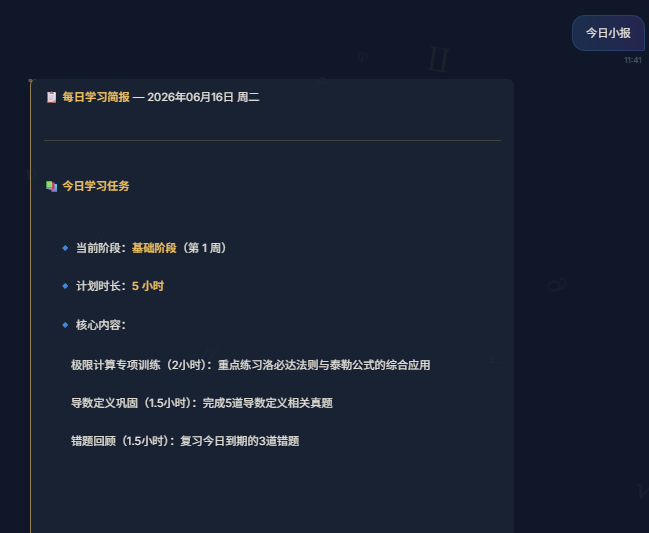 今日小报
11:41
📋 每日学习简报 — 2026年06月16日 周二
📚 今日学习任务
🔹 当前阶段：基础阶段（第 1 周）
🔹 计划时长：5 小时
🔹 核心内容：
极限计算专项训练（2小时）：重点练习洛必达法则与泰勒公式的综合应用
导数定义巩固（1.5小时）：完成5道导数定义相关真题
错题回顾（1.5小时）：复习今日到期的3道错题